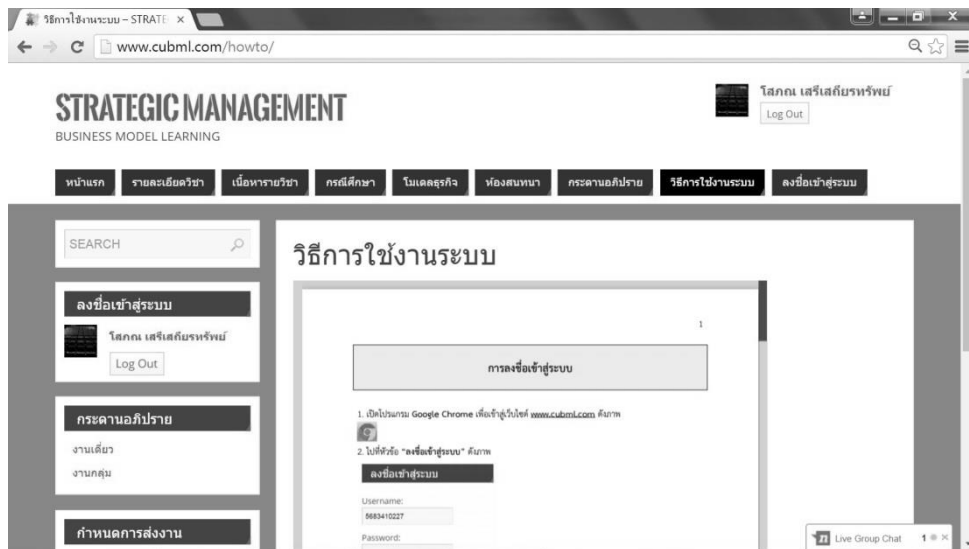 วิธีการใช้งานระบบ – STRATE
www.cubml.com/howto/
STRATEGIC MANAGEMENT
BUSINESS MODEL LEARNING
โสภณ เสรีเสถียรทรัพย์
Log Out
หน้าแรก รายละเอียดวิชา เนื้อหารายวิชา กรณีศึกษา โมเดลธุรกิจ ห้องสนทนา กระดานอภิปราย วิธีการใช้งานระบบ ลงชื่อเข้าสู่ระบบ
SEARCH
ลงชื่อเข้าสู่ระบบ
โสภณ เสรีเสถียรทรัพย์
Log Out
กระดานอภิปราย
งานเดี่ยว
งานกลุ่ม
กำหนดการส่งงาน
วิธีการใช้งานระบบ
1
การลงชื่อเข้าสู่ระบบ
1. เปิดโปรแกรม Google Chrome เพื่อเข้าสู่เว็บไซต์ www.cubml.com ดังภาพ
2. ไปที่หัวข้อ "ลงชื่อเข้าสู่ระบบ" ดังภาพ
ลงชื่อเข้าสู่ระบบ
Username:
5683410227
Password:
Live Group Chat 1